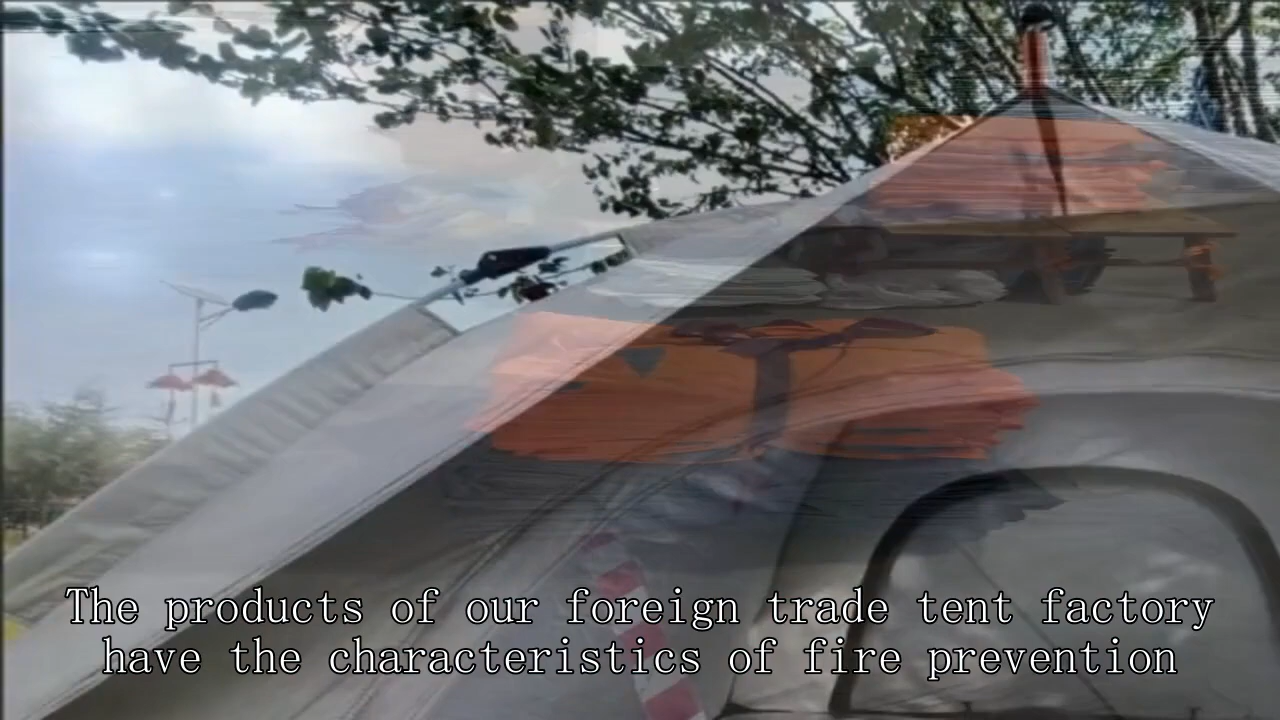 The products of our foreign trade tent factory
have the characteristics of fire prevention